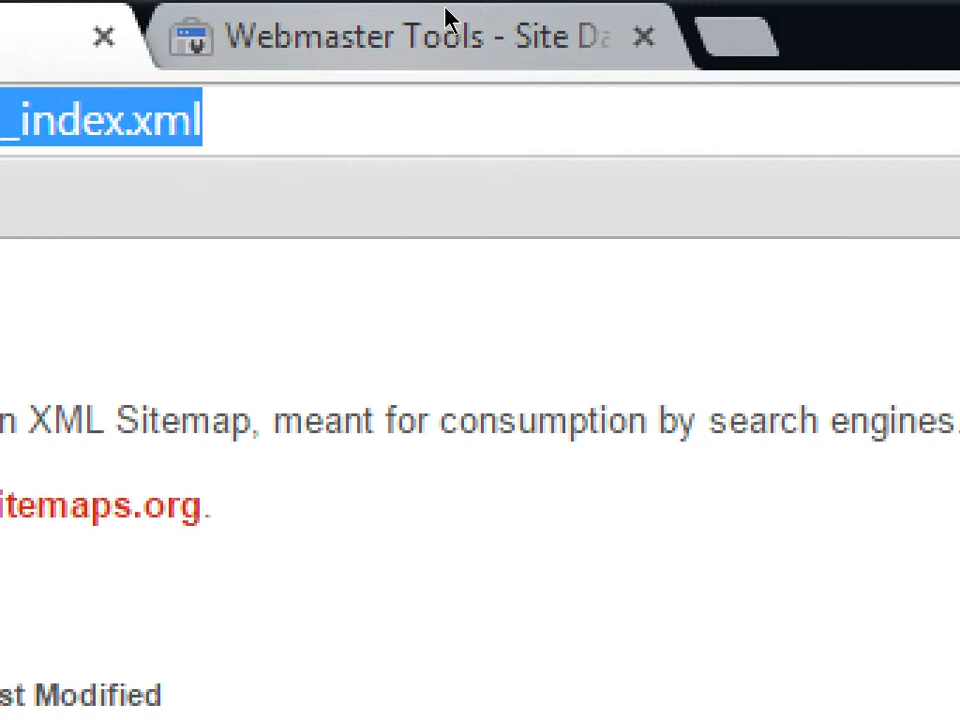 Webmaster Tools - Site Da
_index.xml
n XML Sitemap, meant for consumption by search engines.
itemaps.org.
st Modified